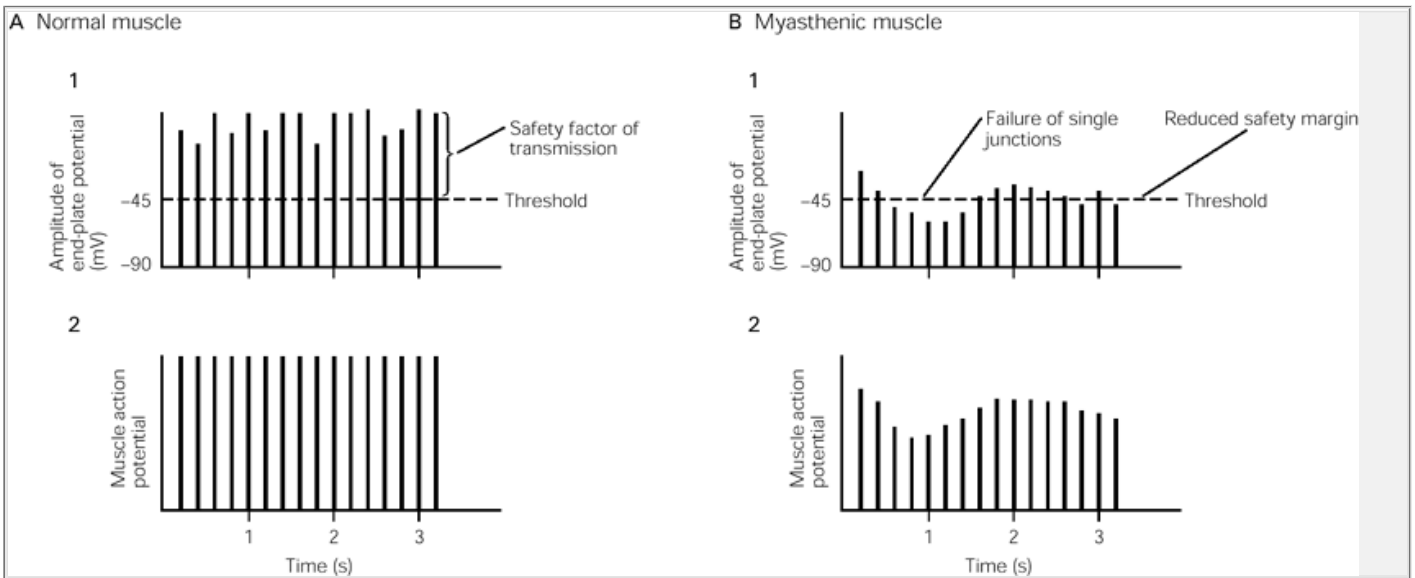 A Normal muscle
1
Amplitude of
end-plate potential
(mV)
−45
−90
Safety factor of
transmission
Threshold
2
Muscle action
potential
1 2 3
Time (s)
B Myasthenic muscle
1
Amplitude of
end-plate potential
(mV)
−45
−90
Failure of single
junctions
Reduced safety margin
Threshold
2
Muscle action
potential
1 2 3
Time (s)